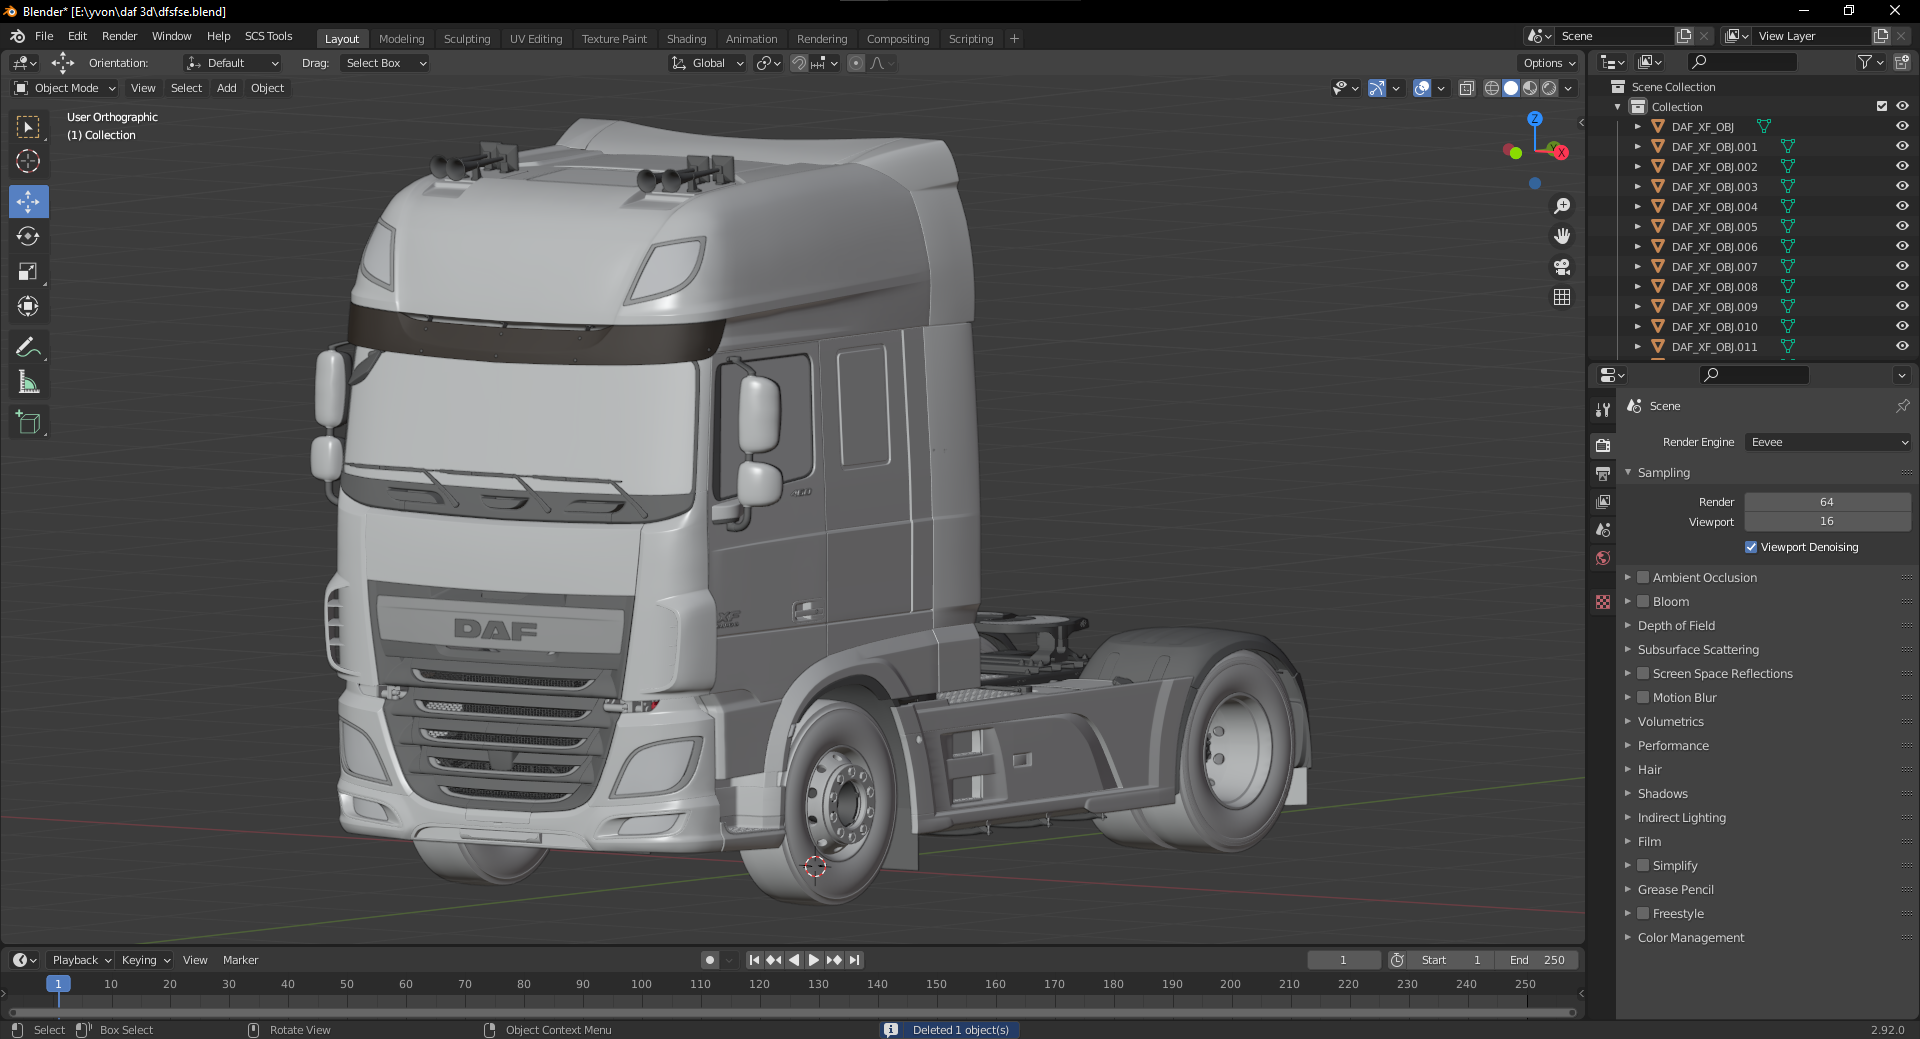 Blender* [E:\yvon\daf 3d\dfsfse.blend]
File Edit Render Window Help SCS Tools Layout Modeling Sculpting UV Editing Texture Paint Shading Animation Rendering Compositing Scripting + Scene View Layer
Orientation: Default Drag: Select Box Global Options
Object Mode View Select Add Object
User Orthographic
(1) Collection
Z
Y
X
DAF
XF
460
Scene Collection
Collection
DAF_XF_OBJ
DAF_XF_OBJ.001
DAF_XF_OBJ.002
DAF_XF_OBJ.003
DAF_XF_OBJ.004
DAF_XF_OBJ.005
DAF_XF_OBJ.006
DAF_XF_OBJ.007
DAF_XF_OBJ.008
DAF_XF_OBJ.009
DAF_XF_OBJ.010
DAF_XF_OBJ.011
Scene
Render Engine Eevee
Sampling
Render 64
Viewport 16
Viewport Denoising
Ambient Occlusion
Bloom
Depth of Field
Subsurface Scattering
Screen Space Reflections
Motion Blur
Volumetrics
Performance
Hair
Shadows
Indirect Lighting
Film
Simplify
Grease Pencil
Freestyle
Color Management
Playback Keying View Marker 1 Start 1 End 250
1 10 20 30 40 50 60 70 80 90 100 110 120 130 140 150 160 170 180 190 200 210 220 230 240 250
Select Box Select Rotate View Object Context Menu Deleted 1 object(s) 2.92.0